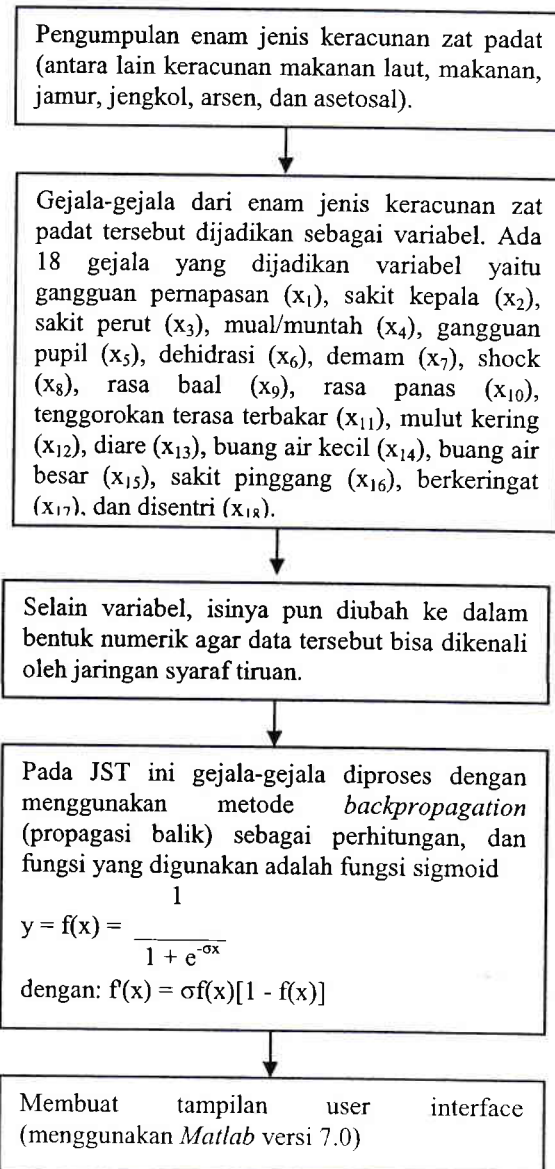 Pengumpulan enam jenis keracunan zat padat
(antara lain keracunan makanan laut, makanan,
jamur, jengkol, arsen, dan asetosal).
Gejala-gejala dari enam jenis keracunan zat
padat tersebut dijadikan sebagai variabel. Ada
18 gejala yang dijadikan variabel yaitu
gangguan pernapasan (x₁), sakit kepala (x₂),
sakit perut (x₃), mual/muntah (x₄), gangguan
pupil (x₅), dehidrasi (x₆), demam (x₇), shock
(x₈), rasa baal (x₉), rasa panas (x₁₀),
tenggorokan terasa terbakar (x₁₁), mulut kering
(x₁₂), diare (x₁₃), buang air kecil (x₁₄), buang air
besar (x₁₅), sakit pinggang (x₁₆), berkeringat
(x₁₇), dan disentri (x₁₈).
Selain variabel, isinya pun diubah ke dalam
bentuk numerik agar data tersebut bisa dikenali
oleh jaringan syaraf tiruan.
Pada JST ini gejala-gejala diproses dengan
menggunakan metode backpropagation
(propagasi balik) sebagai perhitungan, dan
fungsi yang digunakan adalah fungsi sigmoid
1
y = f(x) =
1 + e^-σx
dengan: f'(x) = σf(x)[1 - f(x)]
Membuat tampilan user interface
(menggunakan Matlab versi 7.0)